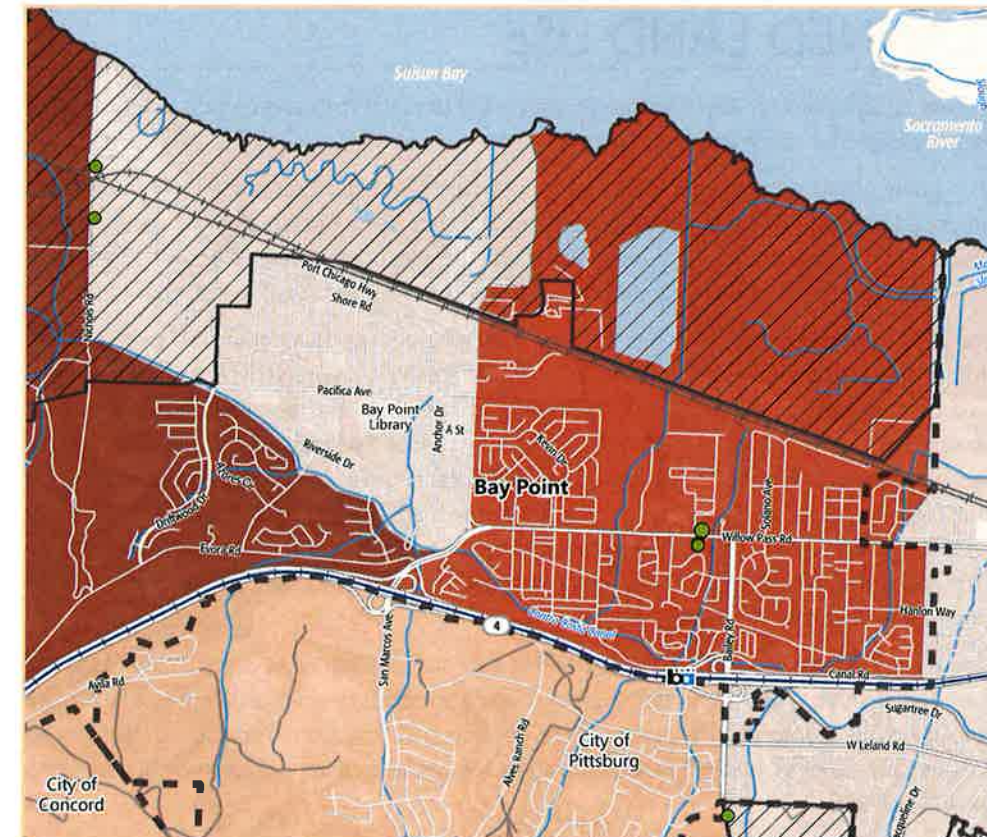 Suisun Bay
Sacramento
River
Port Chicago Hwy
Shore Rd
Nichols Rd
Pacifica Ave
Bay Point
Library
Anchor Dr
A St
Riverside Dr
Kevin Dr
Bay Point
Solano Ave
Driftwood Dr
Evora Rd
Willow Pass Rd
Contra Costa Canal
Hanlon Way
Bailey Rd
4
San Marcos Ave
ba
Canal Rd
Avila Rd
Sugartree Dr
Alves Ranch Rd
City of
Pittsburg
W Leland Rd
City of
Concord